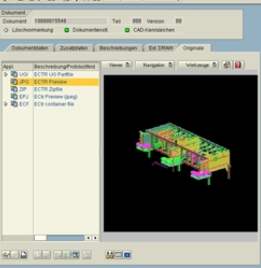 Dokument
Dokument 10000015540 Teil 000 Version 00
Löschvormerkung Dokumentenstl. CAD-Kennzeichen
Dokumentdaten Zusatzdaten Beschreibungen Ext. DRAW Originale
Appl. Beschreibung/Protokollfeld
UGI ECTR UG Partfile
JPG ECTR Preview
ZIP ECTR Zipfile
EPJ ECtr Preview (jpeg)
ECF ECtr container file
Viewer Navigation Werkzeuge